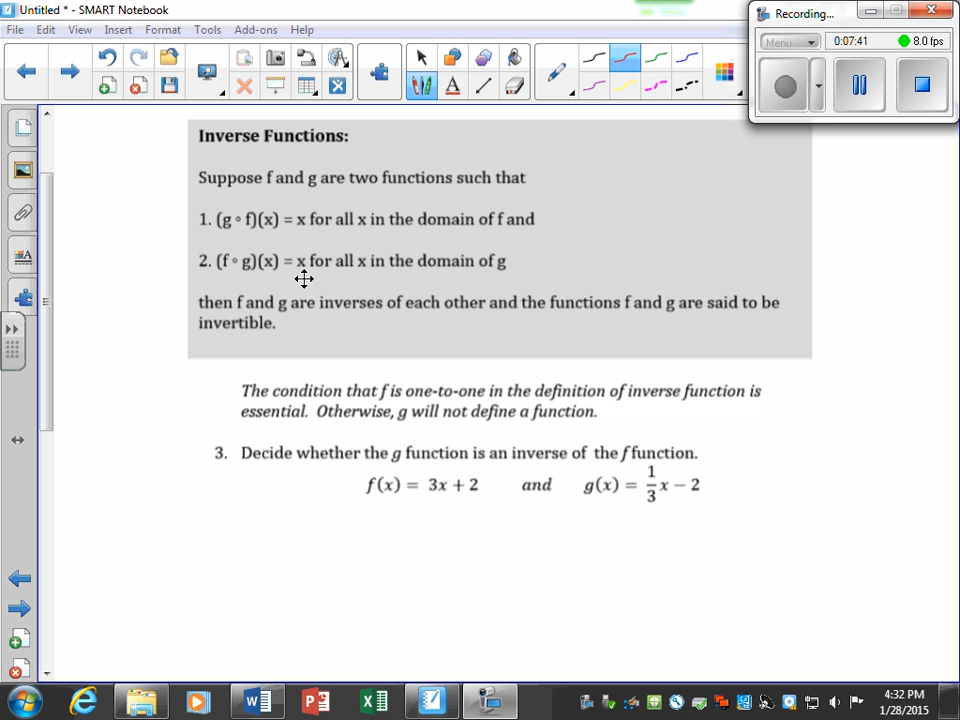 Untitled * - SMART Notebook
File Edit View Insert Format Tools Add-ons Help
Recording...
Menu 0:07:41 8.0 fps
Inverse Functions:
Suppose f and g are two functions such that
1. (g ∘ f)(x) = x for all x in the domain of f and
2. (f ∘ g)(x) = x for all x in the domain of g
then f and g are inverses of each other and the functions f and g are said to be
invertible.
The condition that f is one-to-one in the definition of inverse function is
essential. Otherwise, g will not define a function.
3. Decide whether the g function is an inverse of the f function.
f(x) = 3x + 2 and g(x) = 1/3 x − 2
4:32 PM
1/28/2015